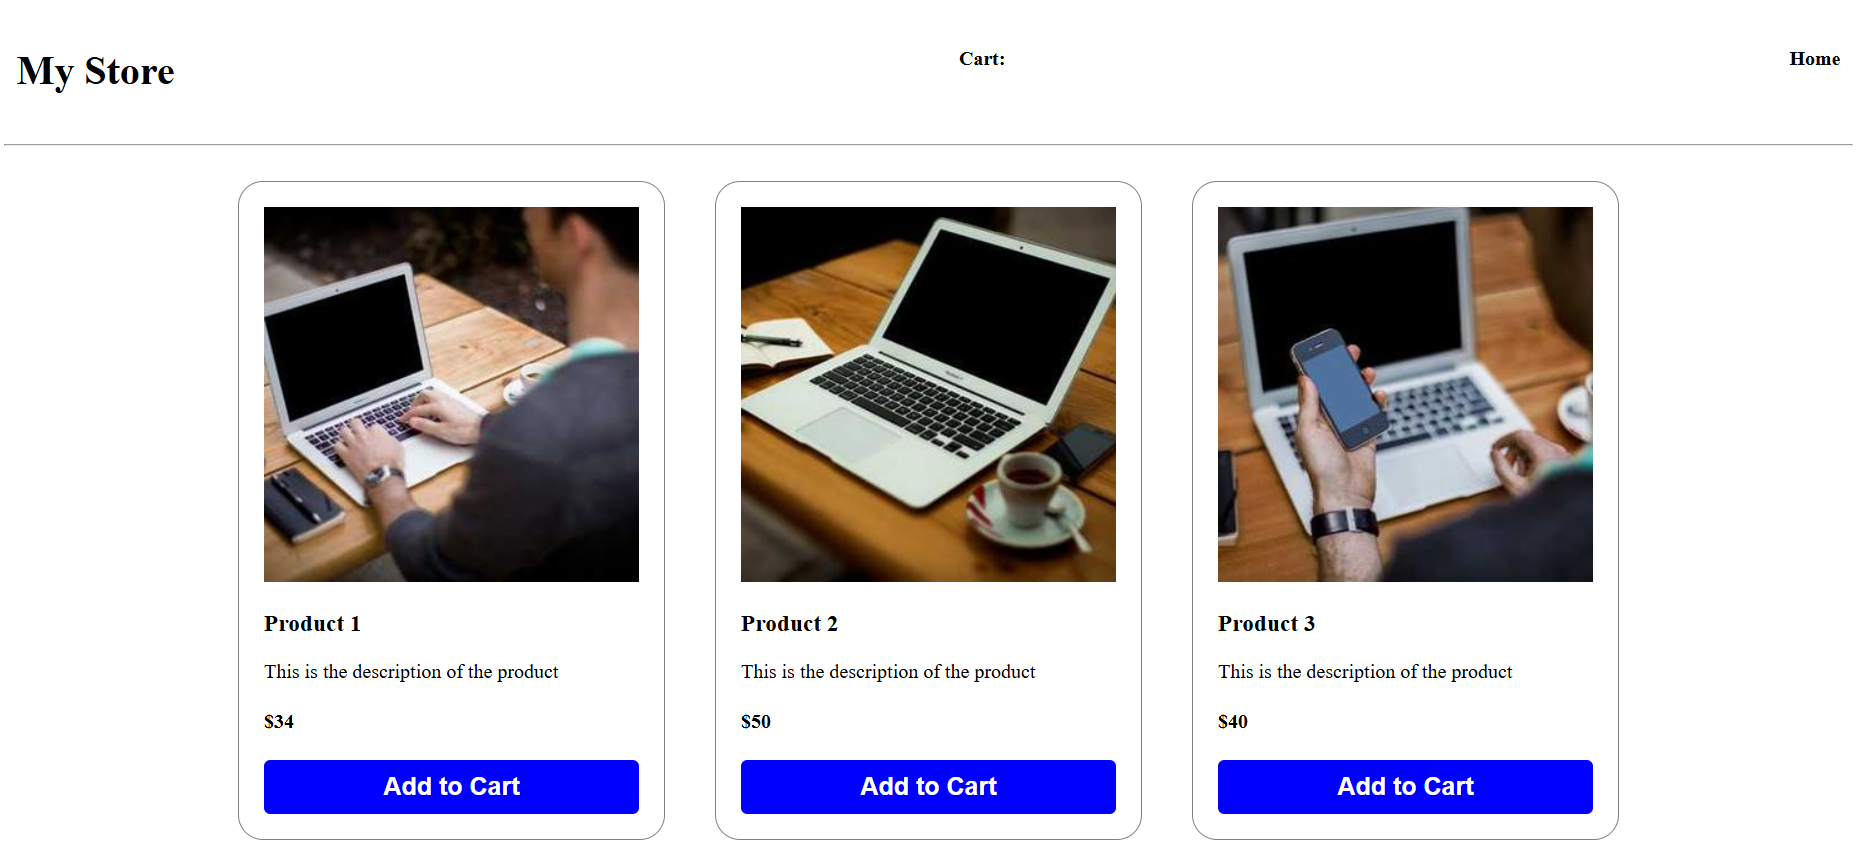 My Store
Cart:
Home
Product 1
This is the description of the product
$34
Add to Cart
Product 2
This is the description of the product
$50
Add to Cart
Product 3
This is the description of the product
$40
Add to Cart